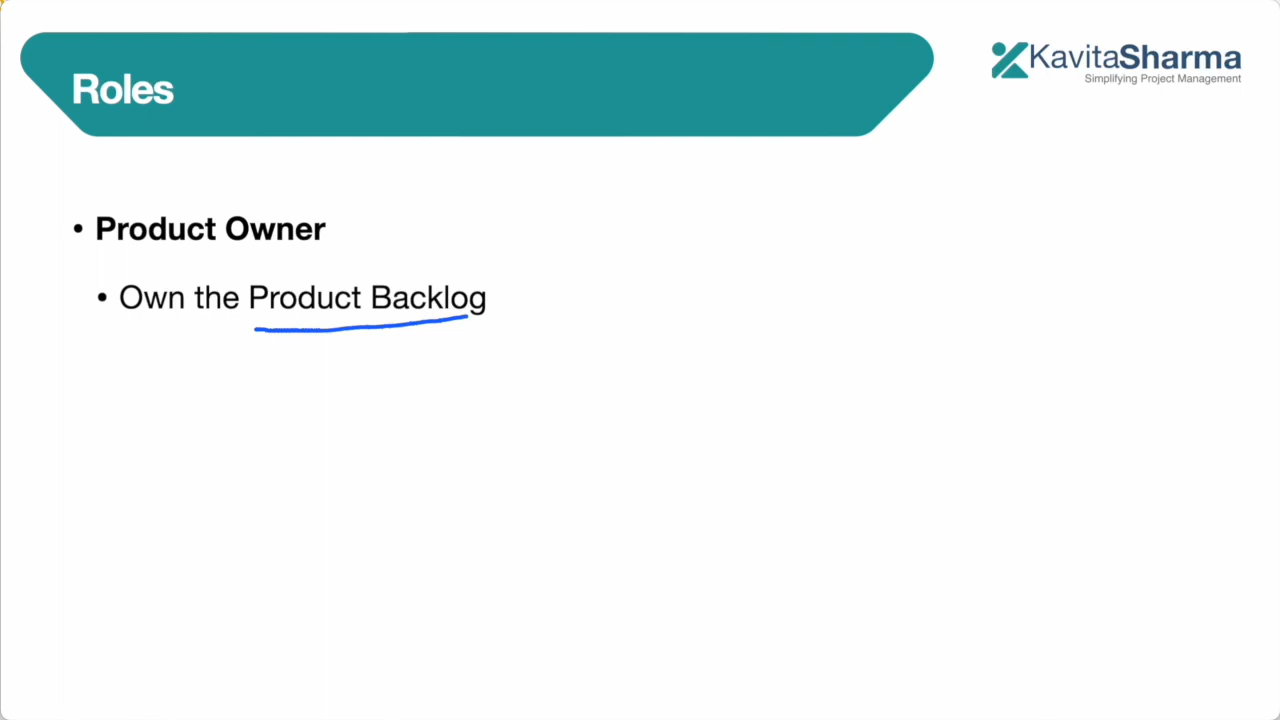 Roles
KavitaSharma
Simplifying Project Management
• Product Owner
• Own the Product Backlog